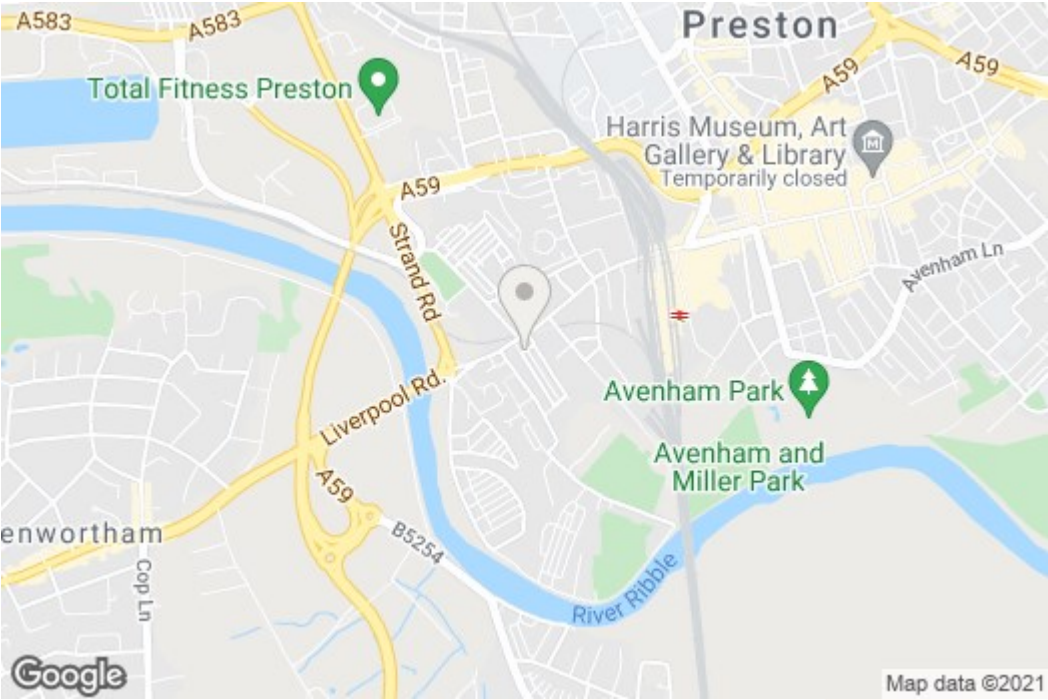 A583
A583
Preston
A59
A59
Total Fitness Preston
Harris Museum, Art
Gallery & Library
Temporarily closed
A59
Strand Rd
Avenham Ln
Liverpool Rd.
Avenham Park
Avenham and
Miller Park
A59
enwortham
B5254
Cop Ln
River Ribble
Google
Map data ©2021